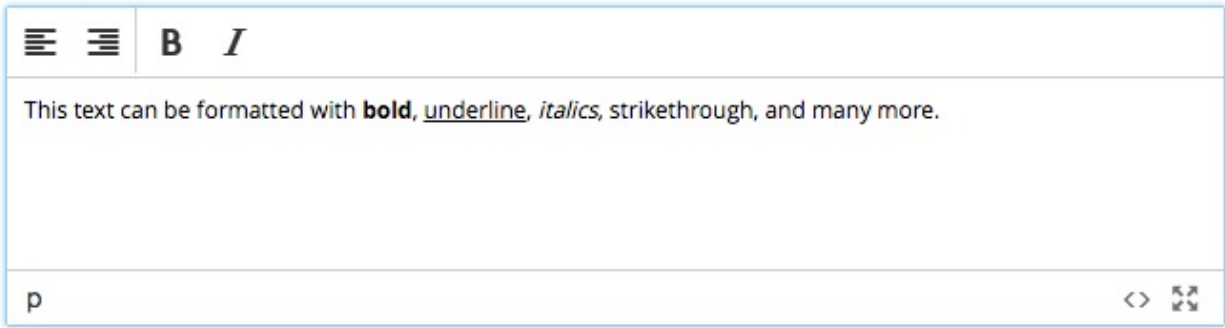 B I
This text can be formatted with bold, underline, italics, strikethrough, and many more.
p